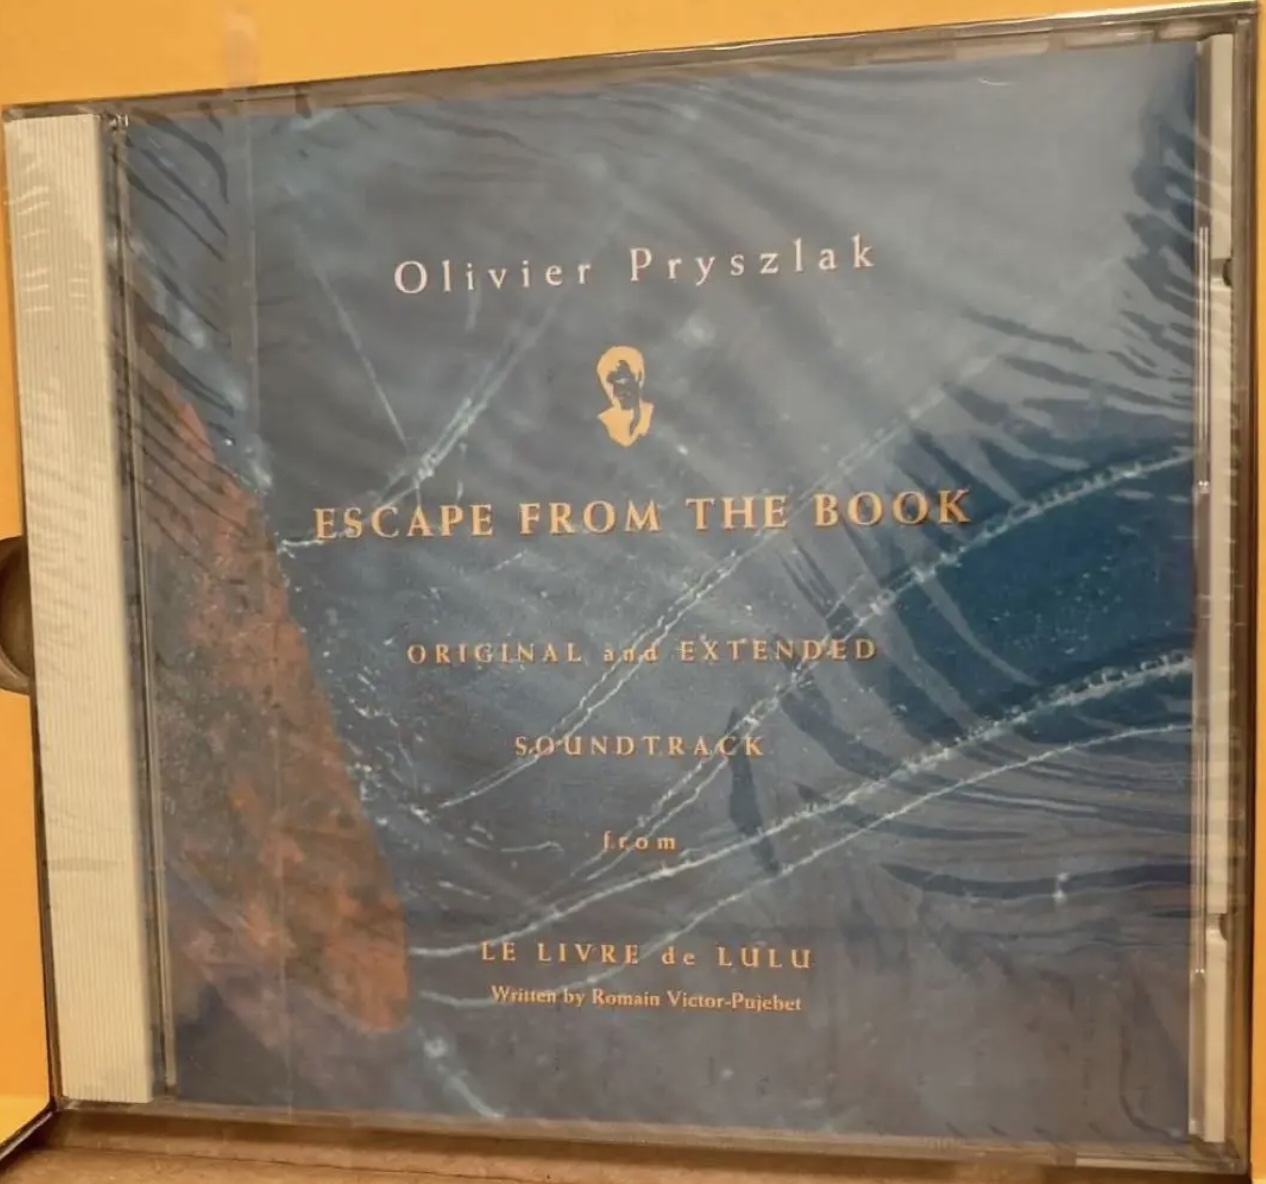 Olivier Pryszlak
ESCAPE FROM THE BOOK
ORIGINAL and EXTENDED
SOUNDTRACK
from
LE LIVRE de LULU
Written by Romain Victor-Pujebet